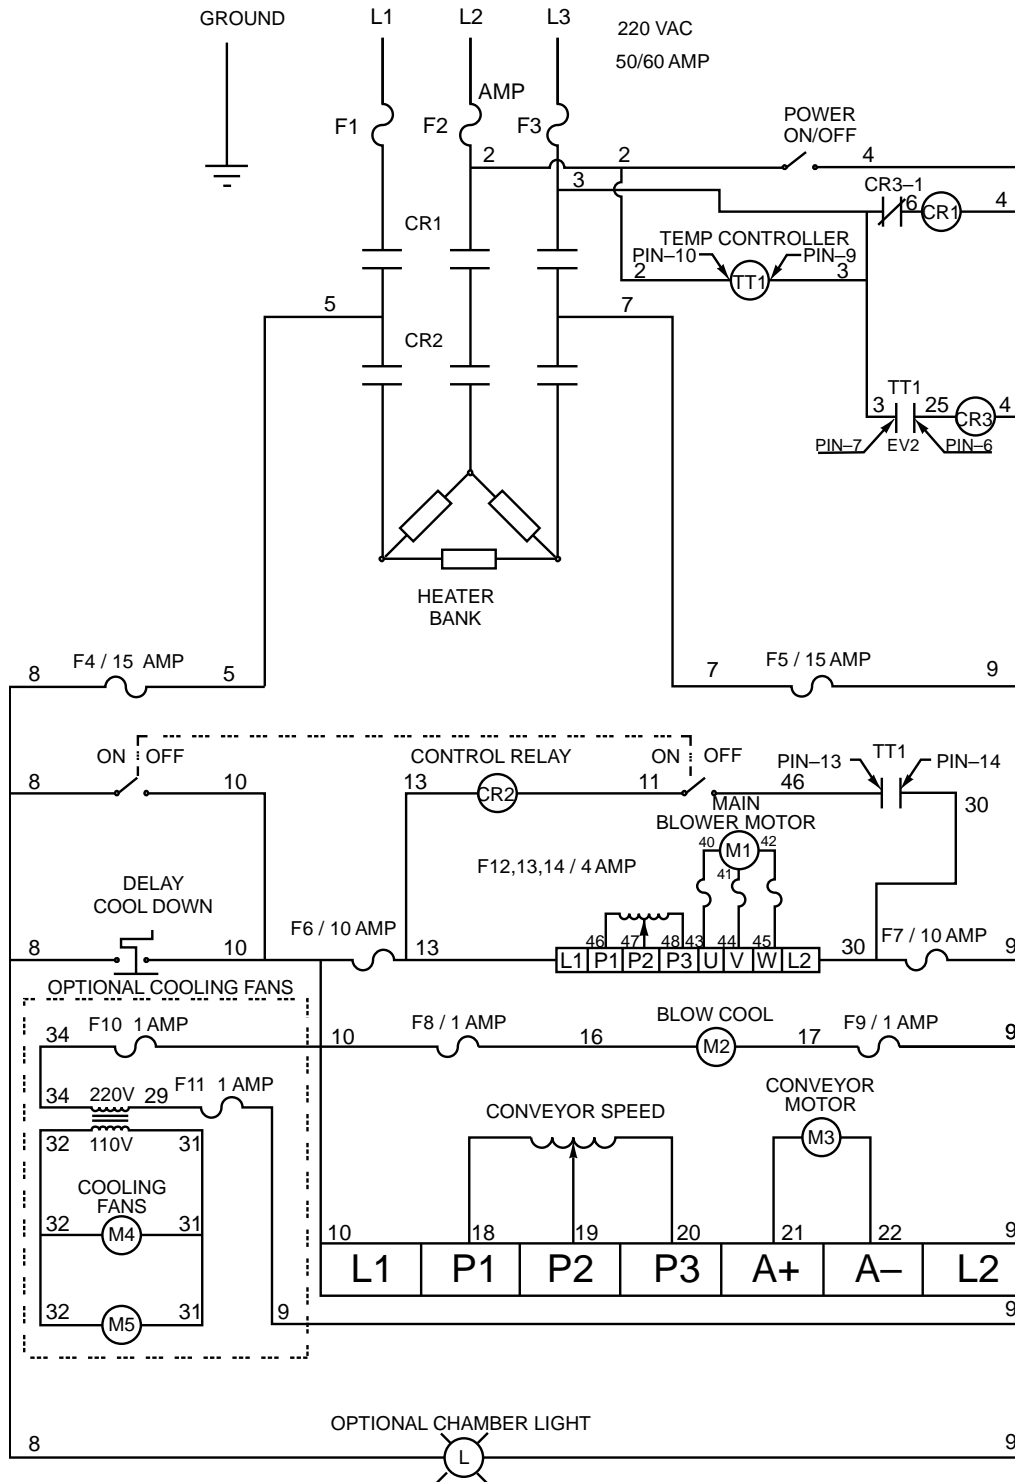 GROUND L1 L2 L3 220 VAC
50/60 AMP
AMP
F1 F2 F3
POWER
ON/OFF
2 2 4
3 CR3–1
6 CR1 4
CR1
TEMP CONTROLLER
PIN–10 PIN–9
2 TT1 3
5 7
CR2
TT1
3 25 CR3 4
PIN–7 EV2 PIN–6
HEATER
BANK
8 F4 / 15 AMP 5 7 F5 / 15 AMP 9
ON OFF CONTROL RELAY ON OFF TT1
PIN–13 PIN–14
8 10 13 CR2 11 46 30
MAIN
BLOWER MOTOR
40 M1 42
41
F12,13,14 / 4 AMP
DELAY
COOL DOWN
F6 / 10 AMP 46 47 48 43 44 45 F7 / 10 AMP
8 10 13 L1 P1 P2 P3 U V W L2 30 9
OPTIONAL COOLING FANS
34 F10 1 AMP 10 F8 / 1 AMP 16 BLOW COOL M2 17 F9 / 1 AMP 9
34 220V 29 F11 1 AMP
32 110V 31
CONVEYOR SPEED
CONVEYOR
MOTOR
M3
COOLING
FANS
32 M4 31
10 18 19 20 21 22 9
L1 P1 P2 P3 A+ A– L2
32 M5 31 9 9
OPTIONAL CHAMBER LIGHT
8 L 9